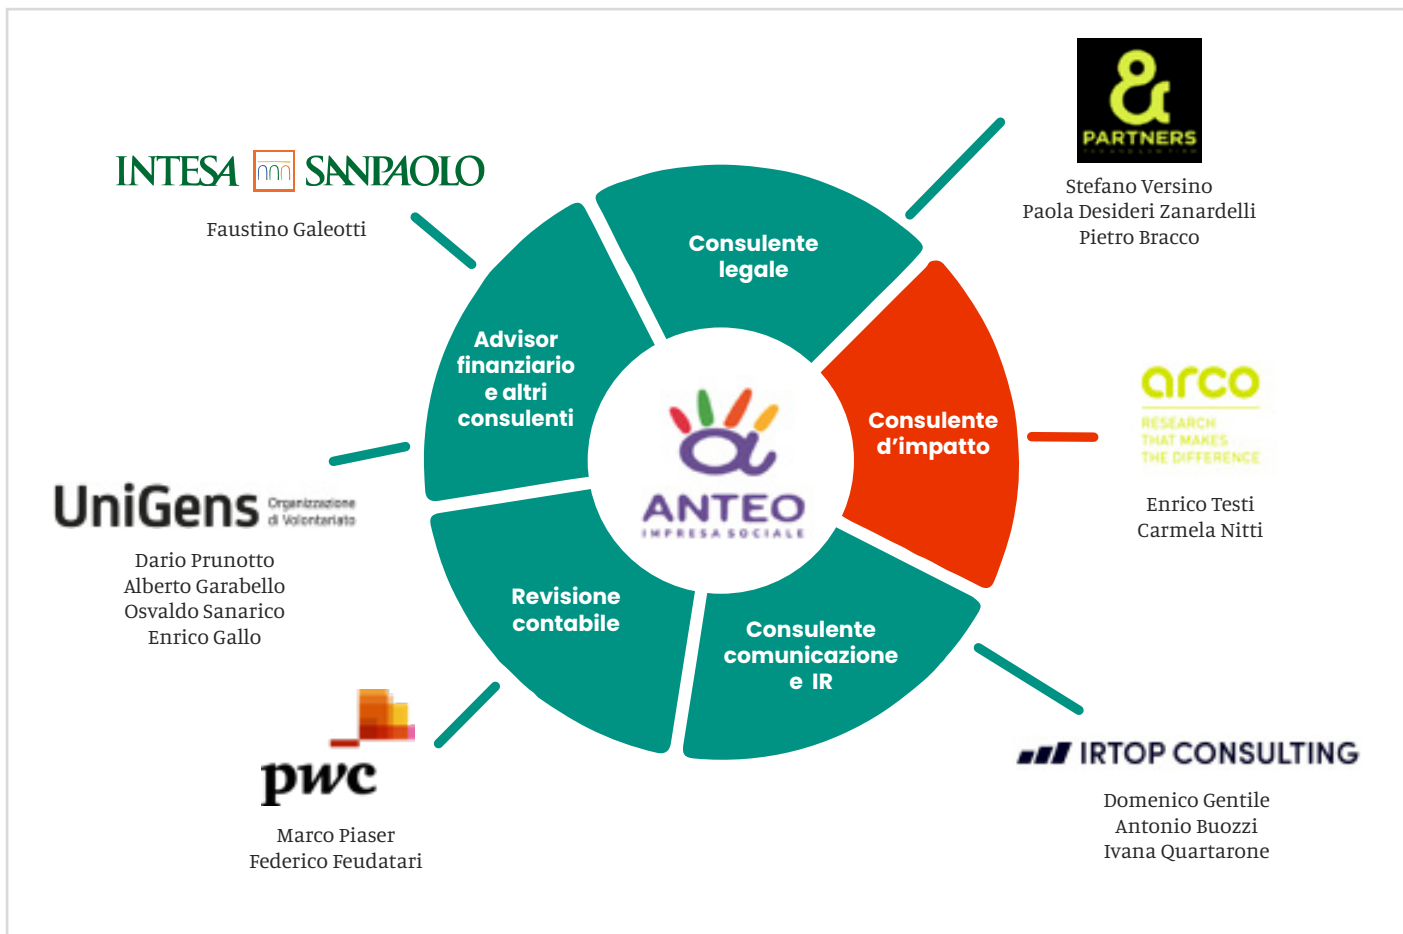 INTESA SANPAOLO
Faustino Galeotti
& PARTNERS
Stefano Versino
Paola Desideri Zanardelli
Pietro Bracco
Consulente
legale
Advisor
finanziario
e altri
consulenti
Consulente
d’impatto
arco
RESEARCH
THAT MAKES
THE DIFFERENCE
Enrico Testi
Carmela Nitti
ANTEO
IMPRESA SOCIALE
UniGens
Organizzazione
di Volontariato
Dario Prunotto
Alberto Garabello
Osvaldo Sanarico
Enrico Gallo
Revisione
contabile
Consulente
comunicazione
e IR
pwc
Marco Piaser
Federico Feudatari
IRTOP CONSULTING
Domenico Gentile
Antonio Buozzi
Ivana Quartarone